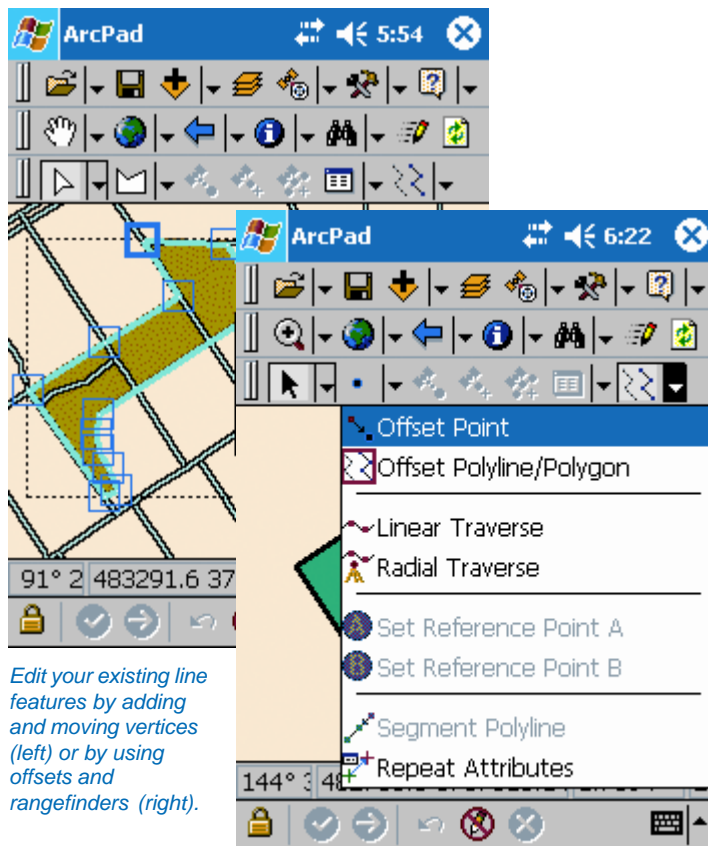 ArcPad 5:54
91° 2 483291.6 37
ArcPad 6:22
Offset Point
Offset Polyline/Polygon
Linear Traverse
Radial Traverse
A Set Reference Point A
B Set Reference Point B
Segment Polyline
Repeat Attributes
144° 48
Edit your existing line
features by adding
and moving vertices
(left) or by using
offsets and
rangefinders (right).